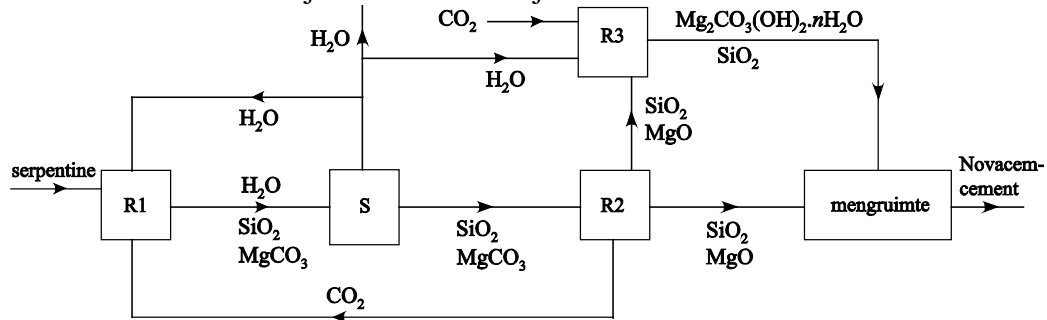 CO₂
R3
Mg₂CO₃(OH)₂.nH₂O
SiO₂
H₂O
H₂O
H₂O
SiO₂
MgO
serpentine
R1
H₂O
SiO₂
MgCO₃
S
SiO₂
MgCO₃
R2
SiO₂
MgO
mengruimte
Novacem-
cement
CO₂